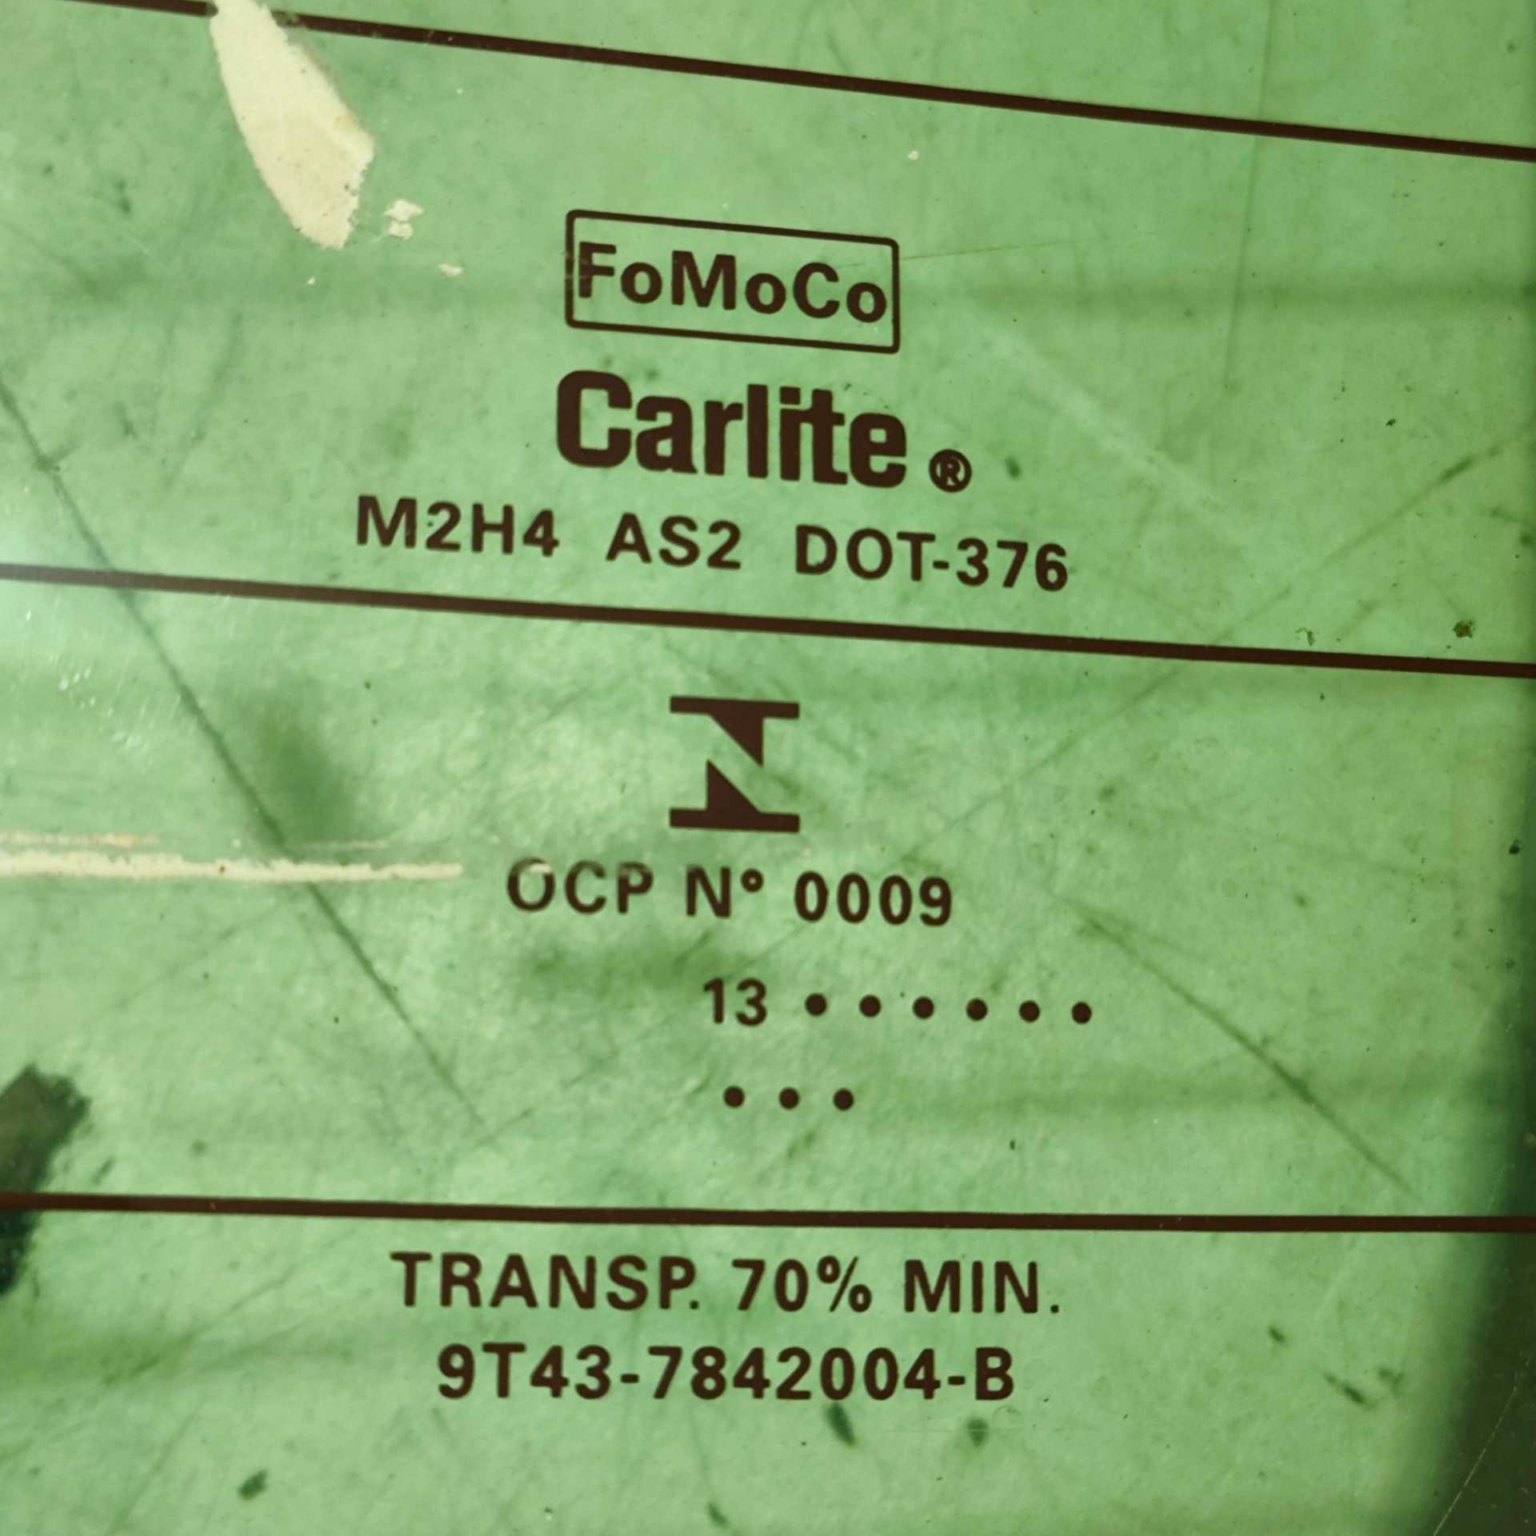 FoMoCo
Carlite ®
M2H4 AS2 DOT-376
OCP N° 0009
13 • • • • • •
• • •
TRANSP. 70% MIN.
9T43-7842004-B